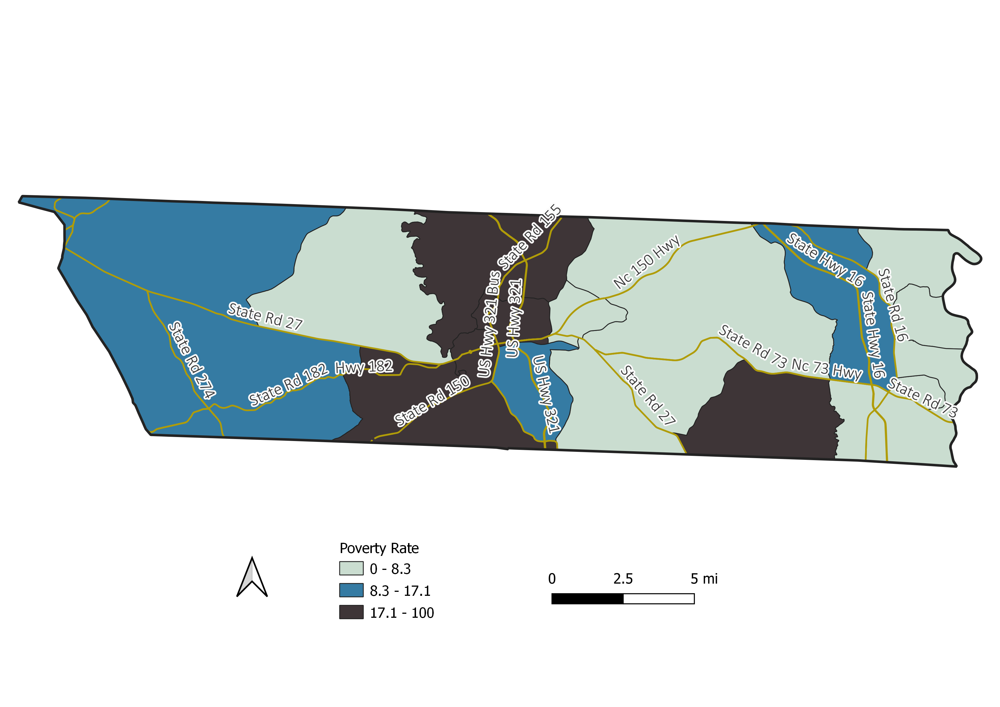 State Rd 155
Nc 150 Hwy
State Hwy 16
State Rd 16
US Hwy 321 Bus
US Hwy 321
State Hwy 16
State Rd 27
State Rd 274
State Rd 73
Nc 73 Hwy
State Rd 182
Hwy 182
State Rd 150
US Hwy 321
State Rd 27
State Rd 73
Poverty Rate
0 - 8.3
8.3 - 17.1
17.1 - 100
0 2.5 5 mi